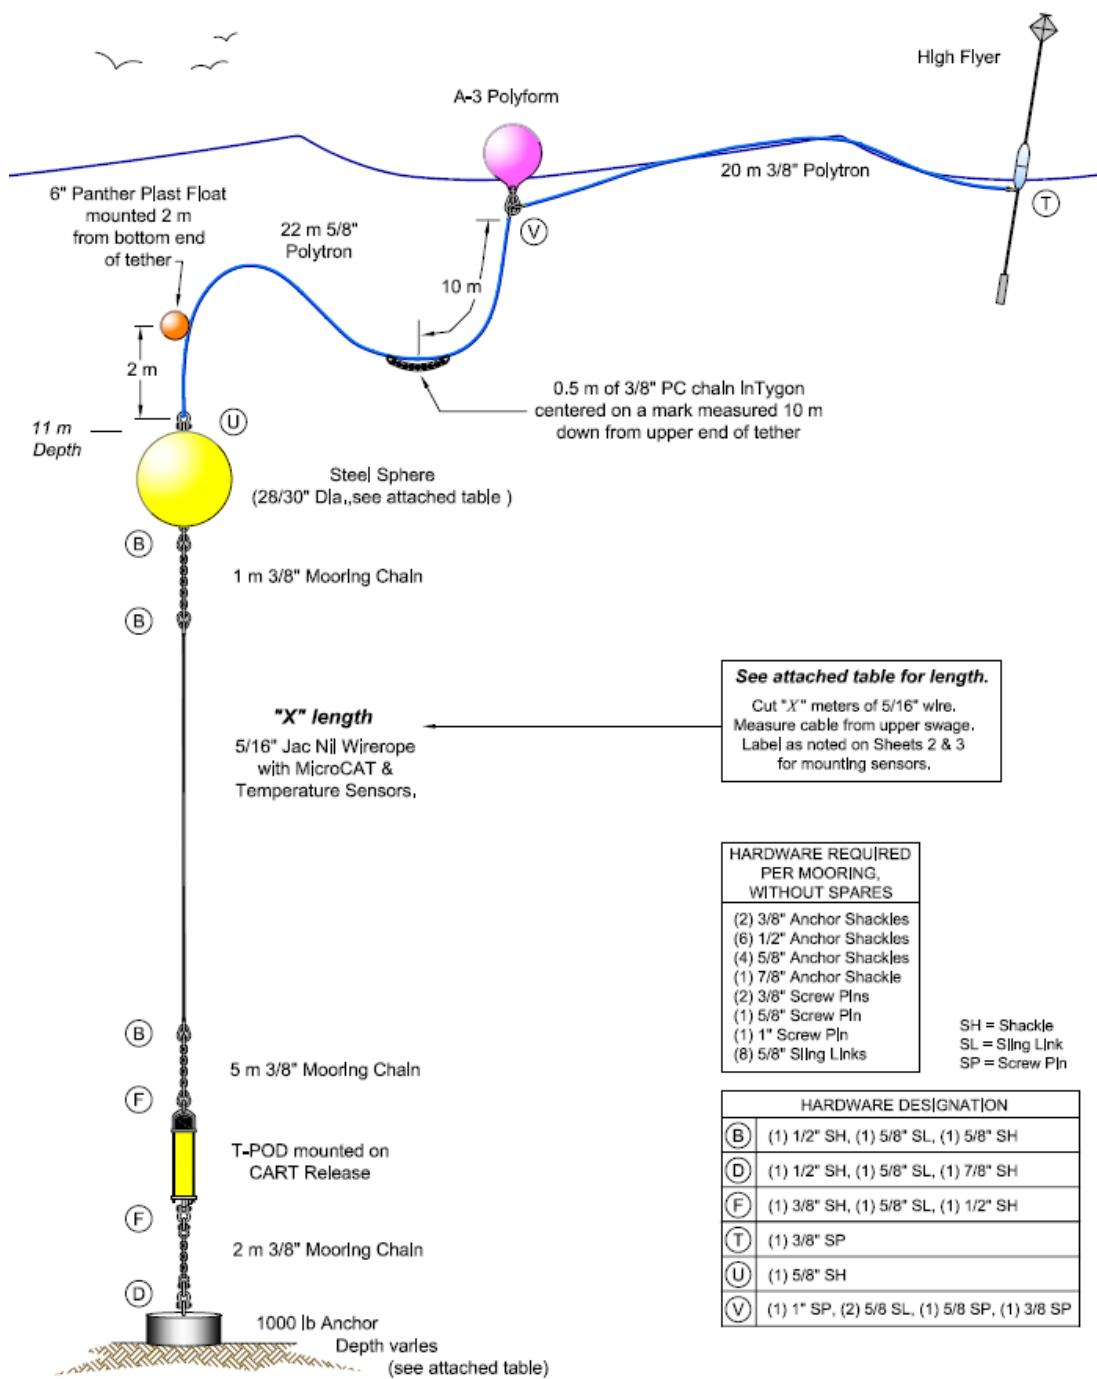 High Flyer
A-3 Polyform
20 m 3/8" Polytron
T
6" Panther Plast Float
mounted 2 m
from bottom end
of tether
22 m 5/8"
Polytron
V
10 m
2 m
0.5 m of 3/8" PC chain InTygon
centered on a mark measured 10 m
down from upper end of tether
U
11 m
Depth
Steel Sphere
(28/30" Dia.,see attached table )
B
1 m 3/8" Mooring Chain
B
"X" length
5/16" Jac Nil Wirerope
with MicroCAT &
Temperature Sensors.
See attached table for length.
Cut "X" meters of 5/16" wire.
Measure cable from upper swage.
Label as noted on Sheets 2 & 3
for mounting sensors.
HARDWARE REQUIRED
PER MOORING,
WITHOUT SPARES
(2) 3/8" Anchor Shackles
(6) 1/2" Anchor Shackles
(4) 5/8" Anchor Shackles
(1) 7/8" Anchor Shackle
(2) 3/8" Screw Pins
(1) 5/8" Screw Pin
(1) 1" Screw Pin
(8) 5/8" Sling Links
SH = Shackle
SL = Sling Link
SP = Screw Pin
B
5 m 3/8" Mooring Chain
F
T-POD mounted on
CART Release
F
2 m 3/8" Mooring Chain
D
1000 lb Anchor
Depth varies
(see attached table)
HARDWARE DESIGNATION
B (1) 1/2" SH, (1) 5/8" SL, (1) 5/8" SH
D (1) 1/2" SH, (1) 5/8" SL, (1) 7/8" SH
F (1) 3/8" SH, (1) 5/8" SL, (1) 1/2" SH
T (1) 3/8" SP
U (1) 5/8" SH
V (1) 1" SP, (2) 5/8 SL, (1) 5/8 SP, (1) 3/8 SP